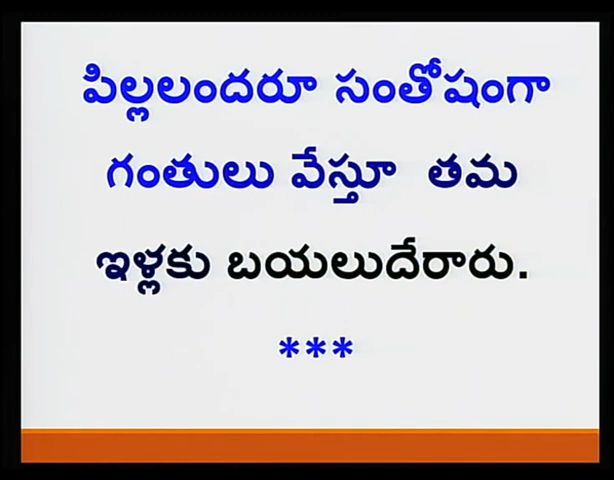 పిల్లలందరూ సంతోషంగా
గంతులు వేస్తూ తమ
ఇళ్లకు బయలుదేరారు.
***